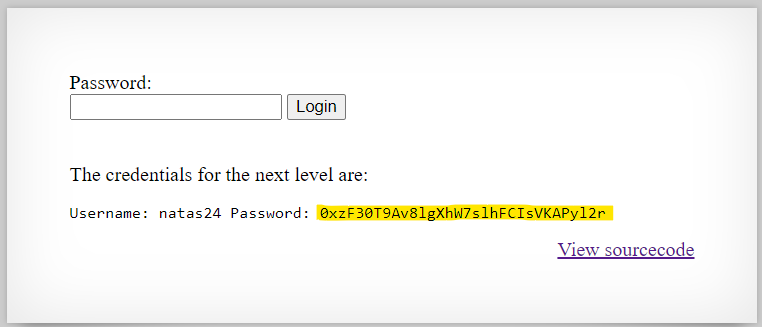 Password:
Login
The credentials for the next level are:
Username: natas24 Password: 0xzF30T9Av8lgXhW7slhFCIsVKAPyl2r
View sourcecode